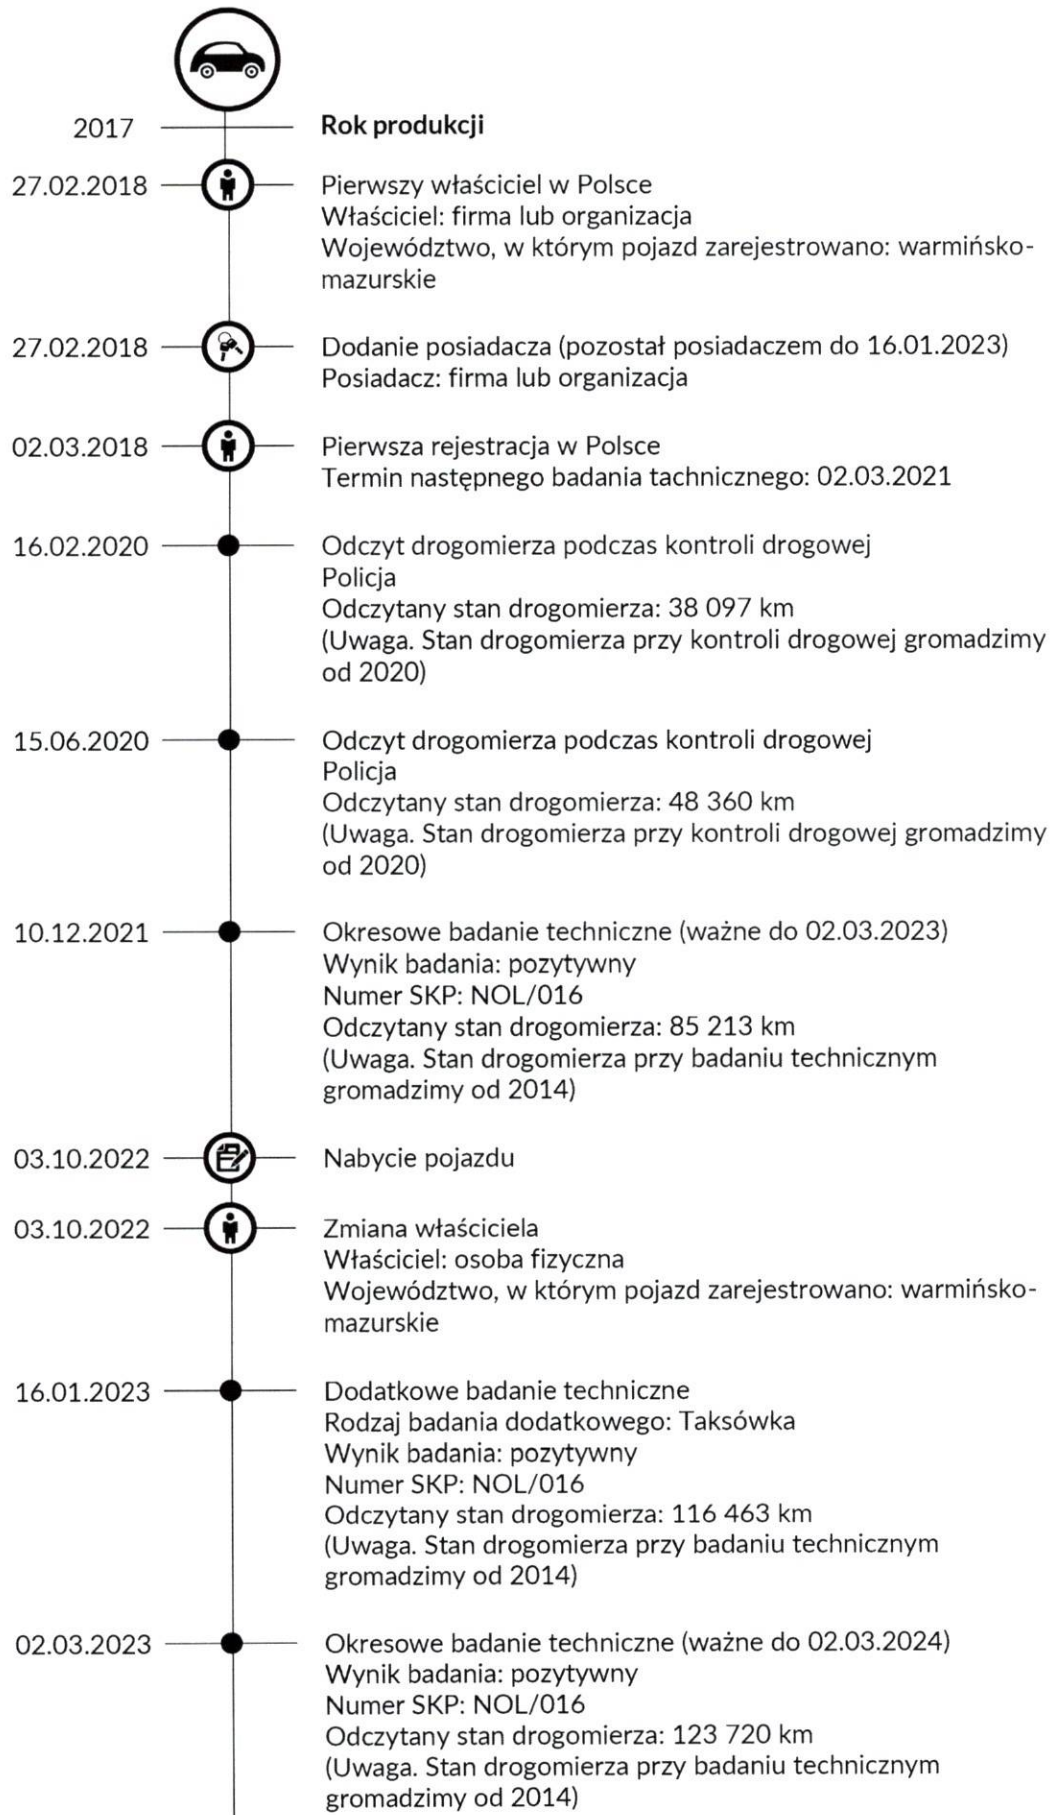 2017
Rok produkcji
27.02.2018
Pierwszy właściciel w Polsce
Właściciel: firma lub organizacja
Województwo, w którym pojazd zarejestrowano: warmińsko-
mazurskie
27.02.2018
Dodanie posiadacza (pozostał posiadaczem do 16.01.2023)
Posiadacz: firma lub organizacja
02.03.2018
Pierwsza rejestracja w Polsce
Termin następnego badania tachnicznego: 02.03.2021
16.02.2020
Odczyt drogomierza podczas kontroli drogowej
Policja
Odczytany stan drogomierza: 38 097 km
(Uwaga. Stan drogomierza przy kontroli drogowej gromadzimy
od 2020)
15.06.2020
Odczyt drogomierza podczas kontroli drogowej
Policja
Odczytany stan drogomierza: 48 360 km
(Uwaga. Stan drogomierza przy kontroli drogowej gromadzimy
od 2020)
10.12.2021
Okresowe badanie techniczne (ważne do 02.03.2023)
Wynik badania: pozytywny
Numer SKP: NOL/016
Odczytany stan drogomierza: 85 213 km
(Uwaga. Stan drogomierza przy badaniu technicznym
gromadzimy od 2014)
03.10.2022
Nabycie pojazdu
03.10.2022
Zmiana właściciela
Właściciel: osoba fizyczna
Województwo, w którym pojazd zarejestrowano: warmińsko-
mazurskie
16.01.2023
Dodatkowe badanie techniczne
Rodzaj badania dodatkowego: Taksówka
Wynik badania: pozytywny
Numer SKP: NOL/016
Odczytany stan drogomierza: 116 463 km
(Uwaga. Stan drogomierza przy badaniu technicznym
gromadzimy od 2014)
02.03.2023
Okresowe badanie techniczne (ważne do 02.03.2024)
Wynik badania: pozytywny
Numer SKP: NOL/016
Odczytany stan drogomierza: 123 720 km
(Uwaga. Stan drogomierza przy badaniu technicznym
gromadzimy od 2014)